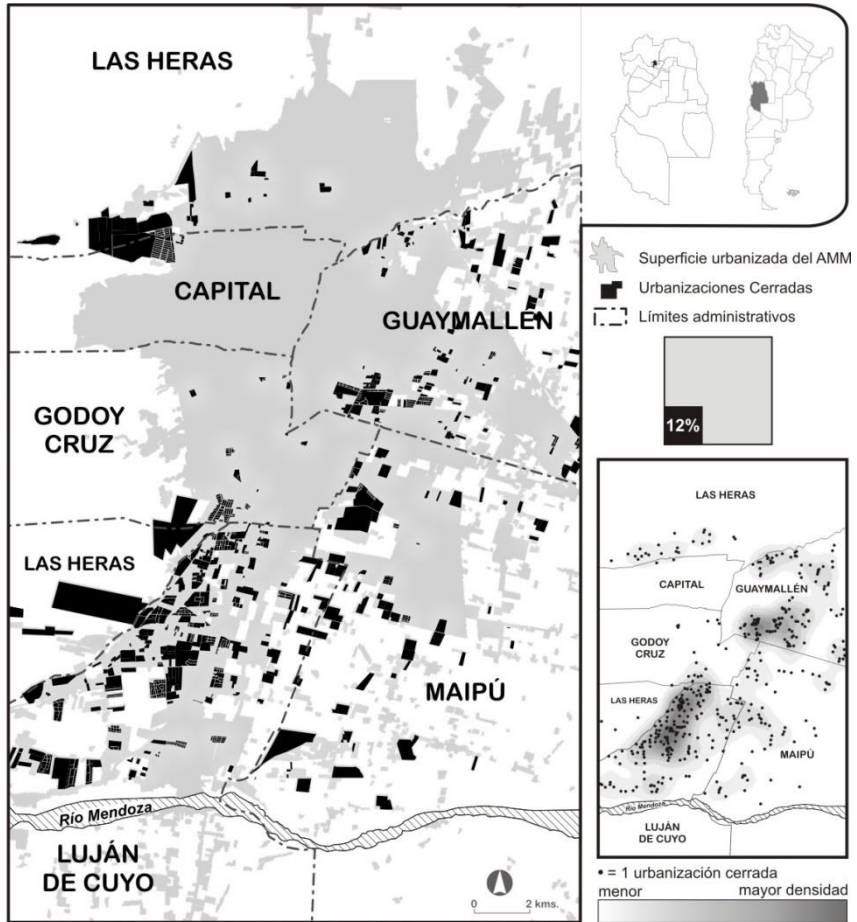 LAS HERAS
CAPITAL
GUAYMALLÉN
GODOY
CRUZ
LAS HERAS
MAIPÚ
Río Mendoza
LUJÁN
DE CUYO
0 2 kms.
Superficie urbanizada del AMM
Urbanizaciones Cerradas
Límites administrativos
12%
LAS HERAS
CAPITAL
GUAYMALLÉN
GODOY
CRUZ
LAS HERAS
MAIPÚ
Río Mendoza
LUJÁN
DE CUYO
• = 1 urbanización cerrada
menor mayor densidad